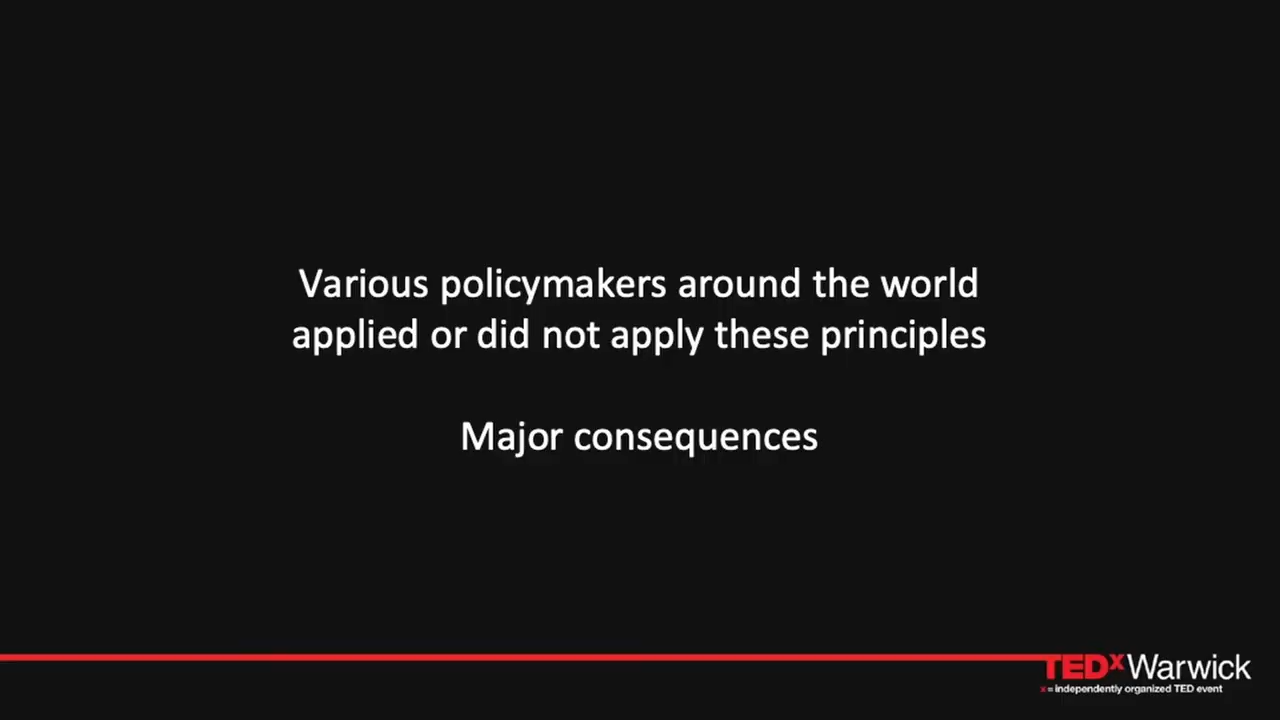 Various policymakers around the world
applied or did not apply these principles
Major consequences
TEDxWarwick
x = independently organized TED event